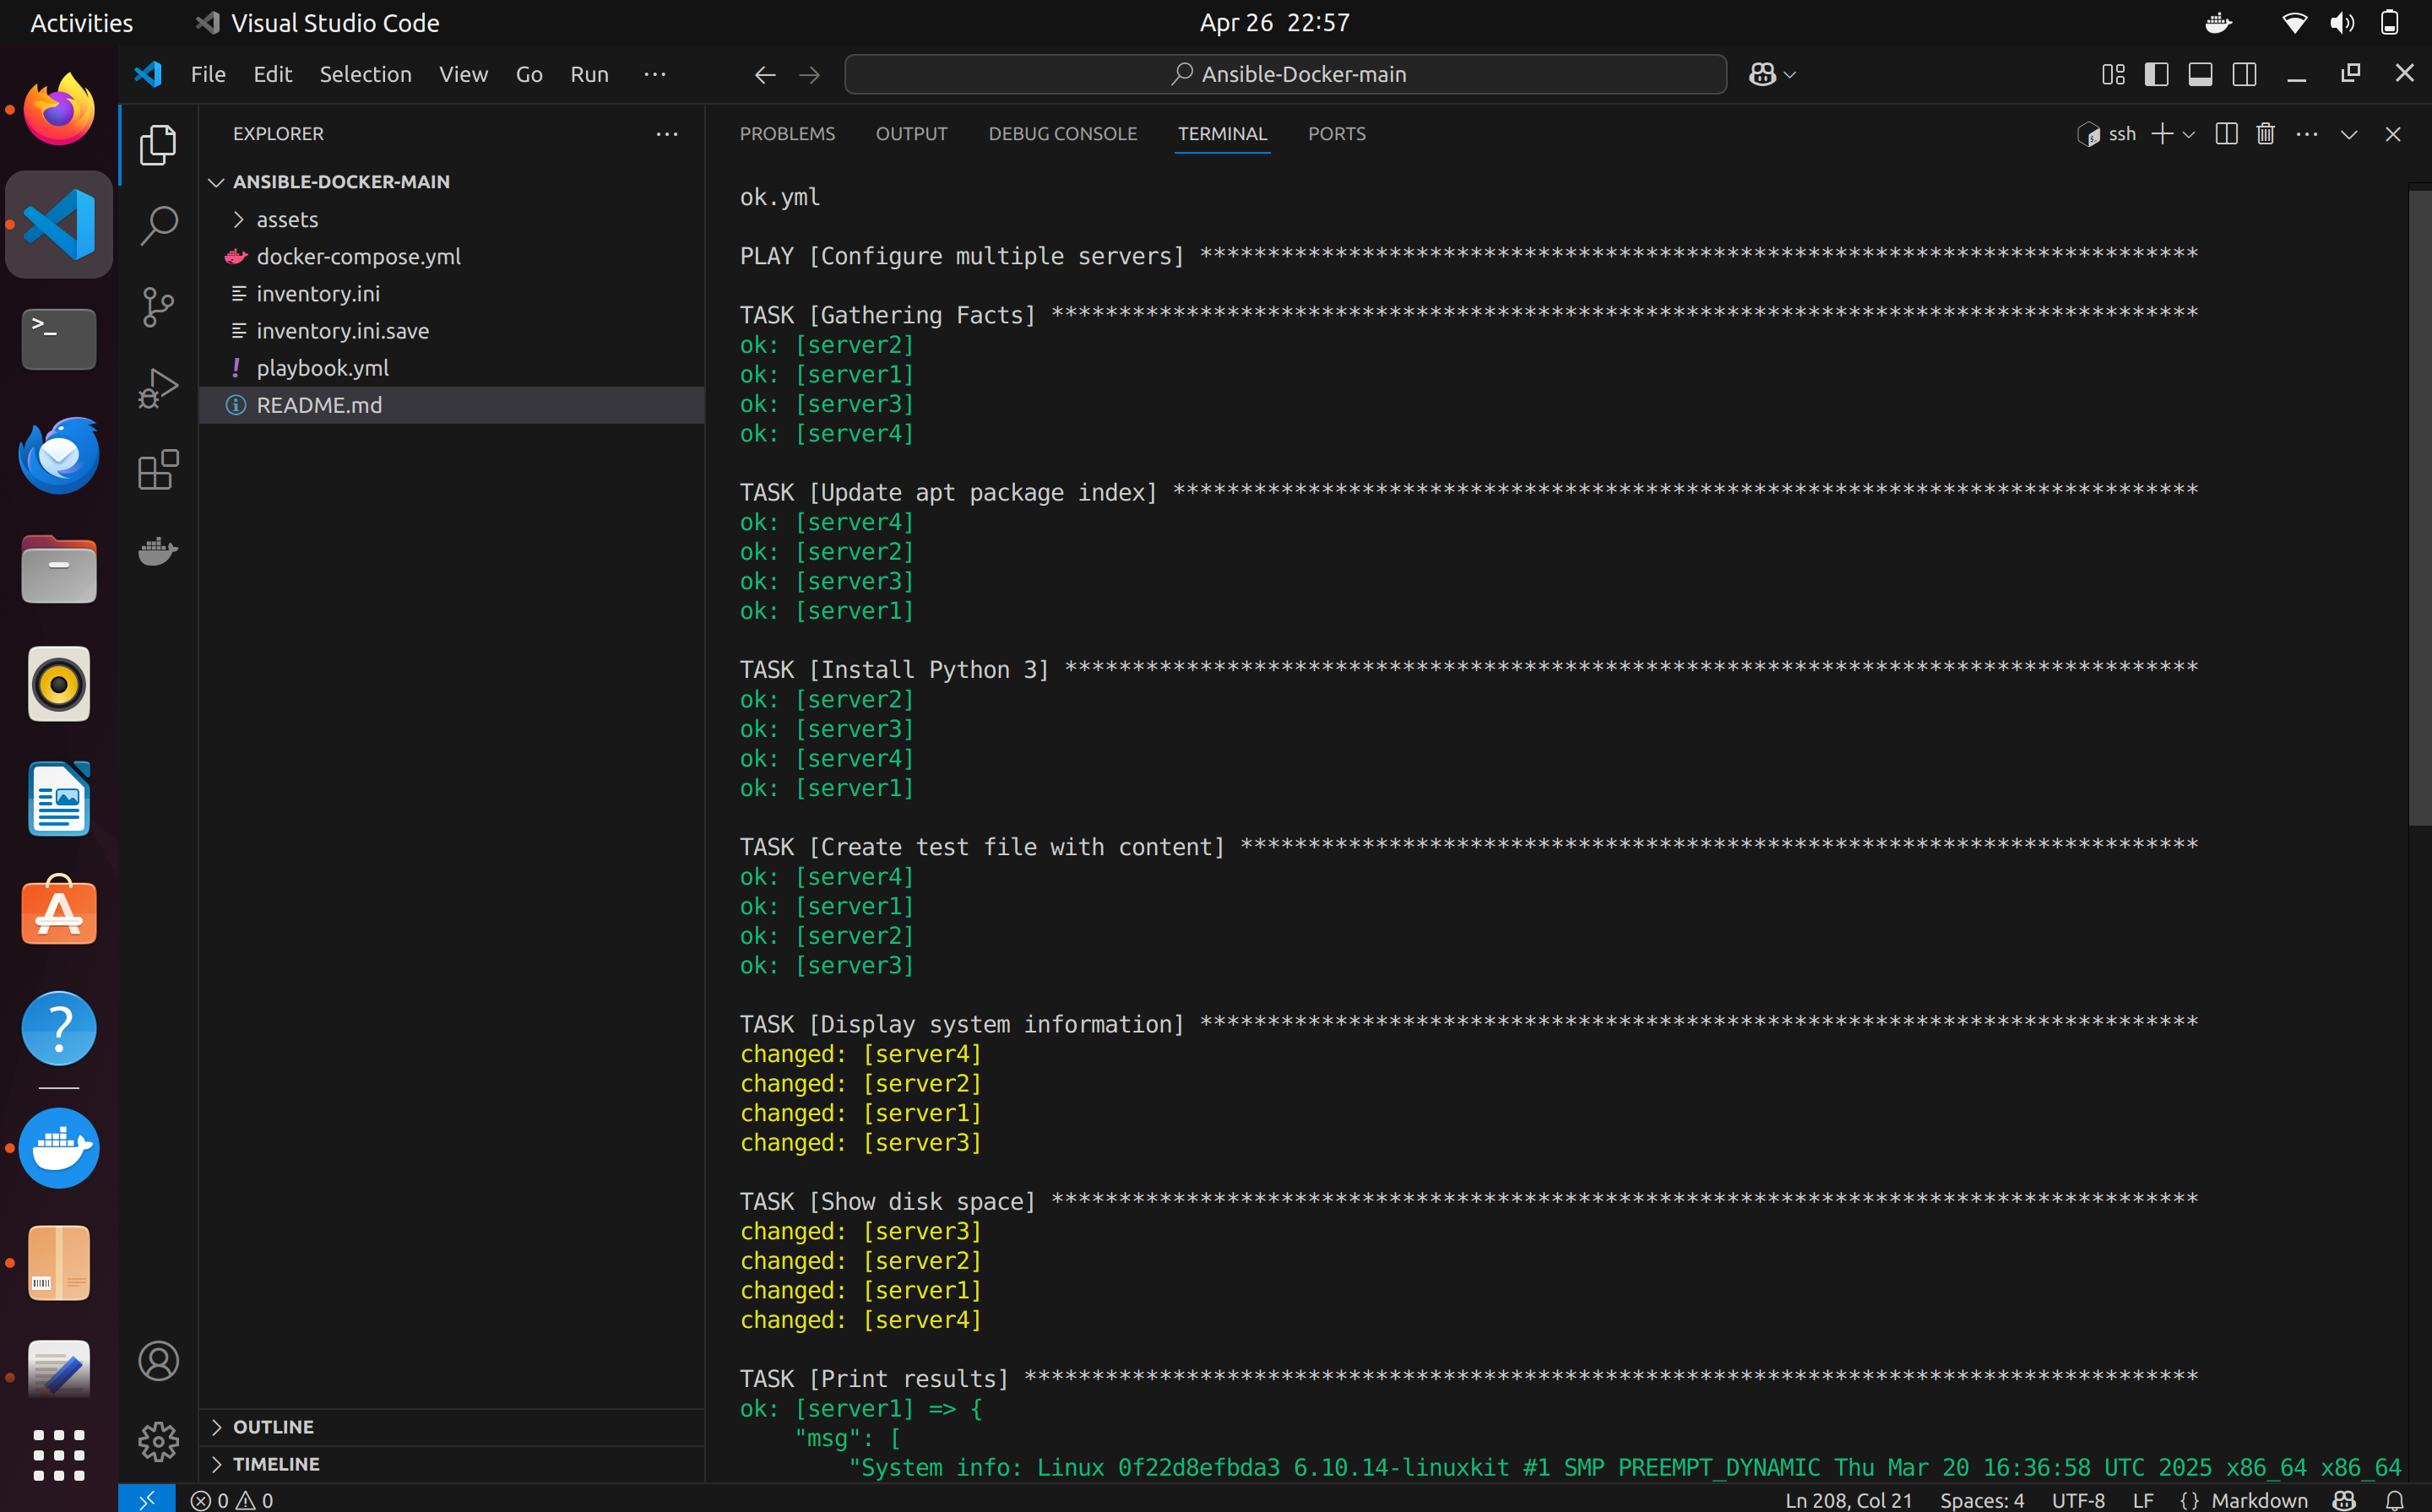 Activities Visual Studio Code Apr 26 22:57
File Edit Selection View Go Run ··· Ansible-Docker-main
EXPLORER ···
ANSIBLE-DOCKER-MAIN
assets
docker-compose.yml
inventory.ini
inventory.ini.save
playbook.yml
README.md
OUTLINE
TIMELINE
PROBLEMS OUTPUT DEBUG CONSOLE TERMINAL PORTS ssh
ok.yml
PLAY [Configure multiple servers] **************************************************************************
TASK [Gathering Facts] *************************************************************************************
ok: [server2]
ok: [server1]
ok: [server3]
ok: [server4]
TASK [Update apt package index] ****************************************************************************
ok: [server4]
ok: [server2]
ok: [server3]
ok: [server1]
TASK [Install Python 3] ************************************************************************************
ok: [server2]
ok: [server3]
ok: [server4]
ok: [server1]
TASK [Create test file with content] ***********************************************************************
ok: [server4]
ok: [server1]
ok: [server2]
ok: [server3]
TASK [Display system information] **************************************************************************
changed: [server4]
changed: [server2]
changed: [server1]
changed: [server3]
TASK [Show disk space] *************************************************************************************
changed: [server3]
changed: [server2]
changed: [server1]
changed: [server4]
TASK [Print results] ***************************************************************************************
ok: [server1] => {
"msg": [
"System info: Linux 0f22d8efbda3 6.10.14-linuxkit #1 SMP PREEMPT_DYNAMIC Thu Mar 20 16:36:58 UTC 2025 x86_64 x86_64
0 0 Ln 208, Col 21 Spaces: 4 UTF-8 LF {} Markdown